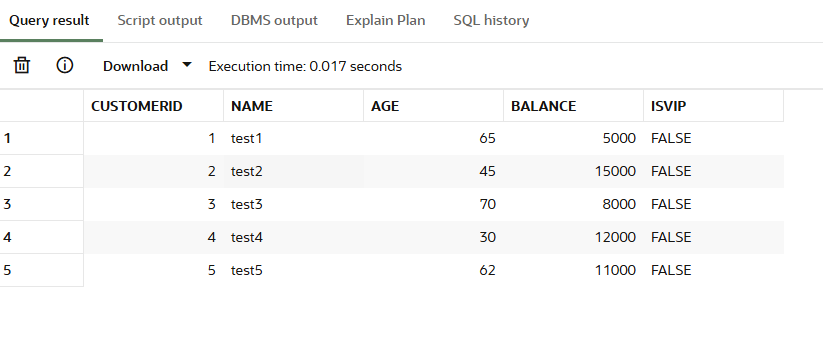 Query result Script output DBMS output Explain Plan SQL history
Download Execution time: 0.017 seconds
CUSTOMERID NAME AGE BALANCE ISVIP
1 1 test1 65 5000 FALSE
2 2 test2 45 15000 FALSE
3 3 test3 70 8000 FALSE
4 4 test4 30 12000 FALSE
5 5 test5 62 11000 FALSE